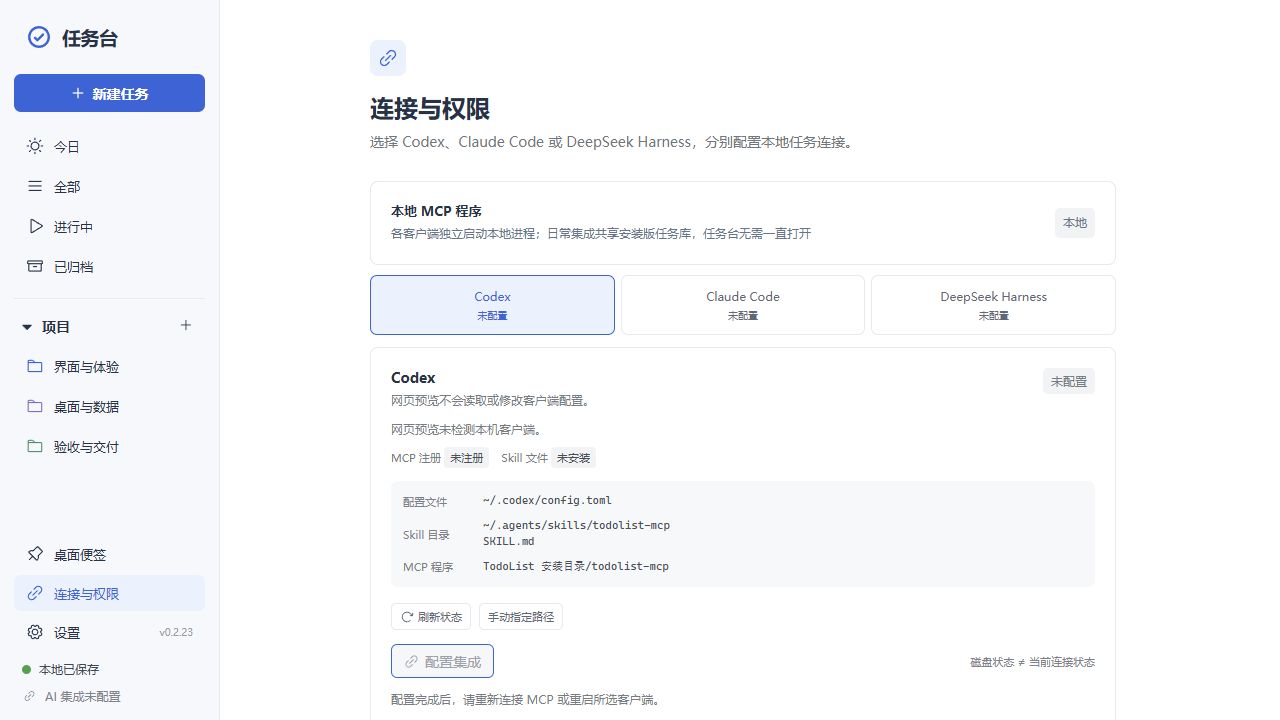 任务台
新建任务
今日
全部
进行中
已归档
项目
界面与体验
桌面与数据
验收与交付
桌面便签
连接与权限
设置 v0.2.23
本地已保存
AI 集成未配置
连接与权限
选择 Codex、Claude Code 或 DeepSeek Harness，分别配置本地任务连接。
本地 MCP 程序
各客户端独立启动本地进程；日常集成共享安装版任务库，任务台无需一直打开
本地
Codex
未配置
Claude Code
未配置
DeepSeek Harness
未配置
Codex
未配置
网页预览不会读取或修改客户端配置。
网页预览未检测本机客户端。
MCP 注册 未注册 Skill 文件 未安装
配置文件 ~/.codex/config.toml
Skill 目录 ~/.agents/skills/todolist-mcp
SKILL.md
MCP 程序 TodoList 安装目录/todolist-mcp
刷新状态 手动指定路径
配置集成
磁盘状态 ≠ 当前连接状态
配置完成后，请重新连接 MCP 或重启所选客户端。